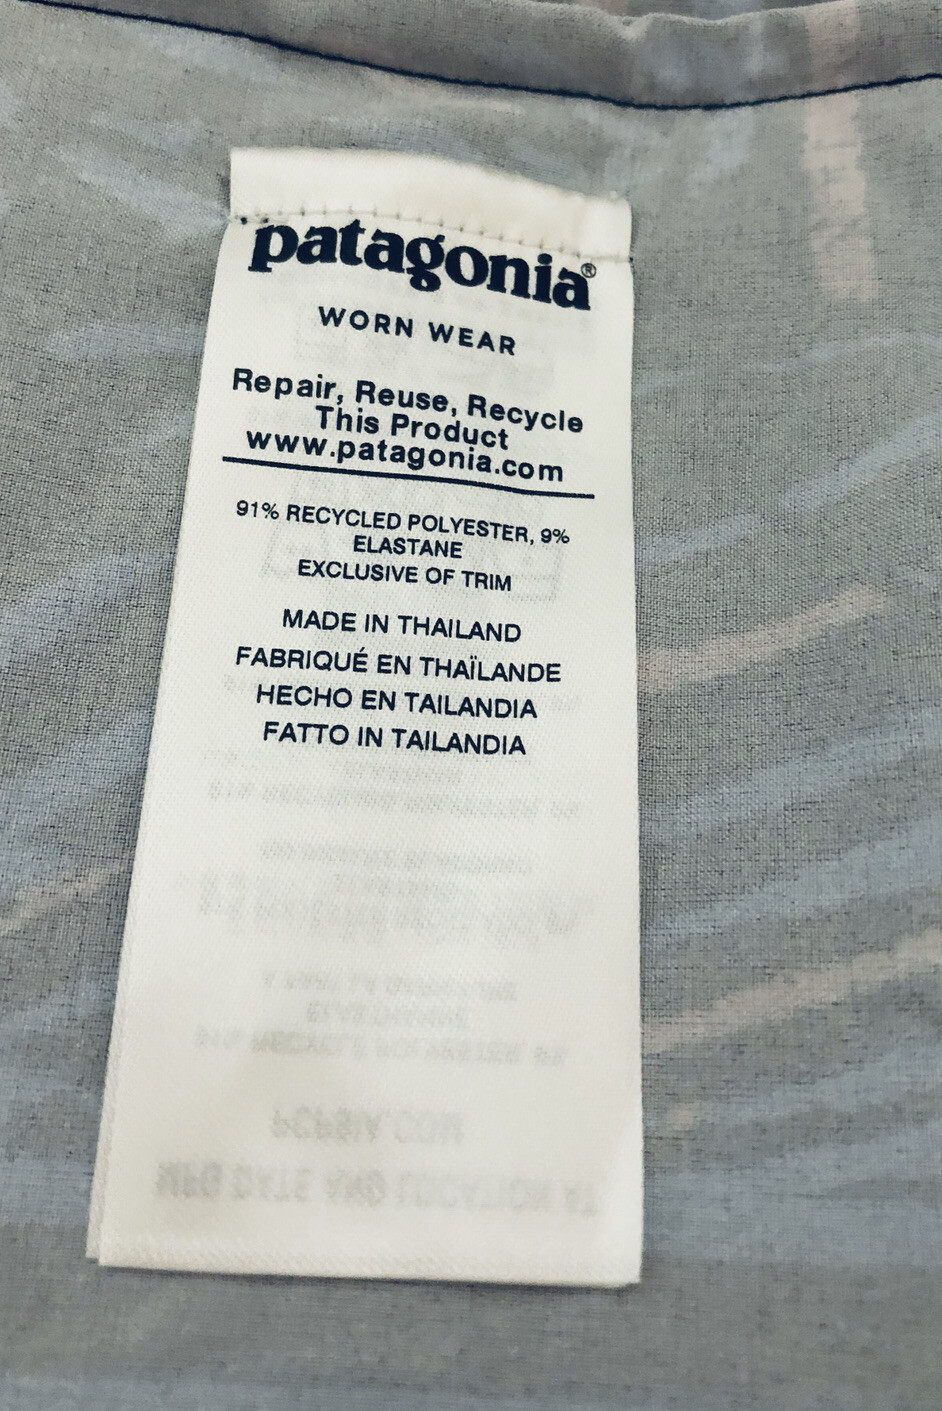 patagonia®
WORN WEAR
Repair, Reuse, Recycle
This Product
www.patagonia.com
91% RECYCLED POLYESTER, 9%
ELASTANE
EXCLUSIVE OF TRIM
MADE IN THAILAND
FABRIQUÉ EN THAÏLANDE
HECHO EN TAILANDIA
FATTO IN TAILANDIA